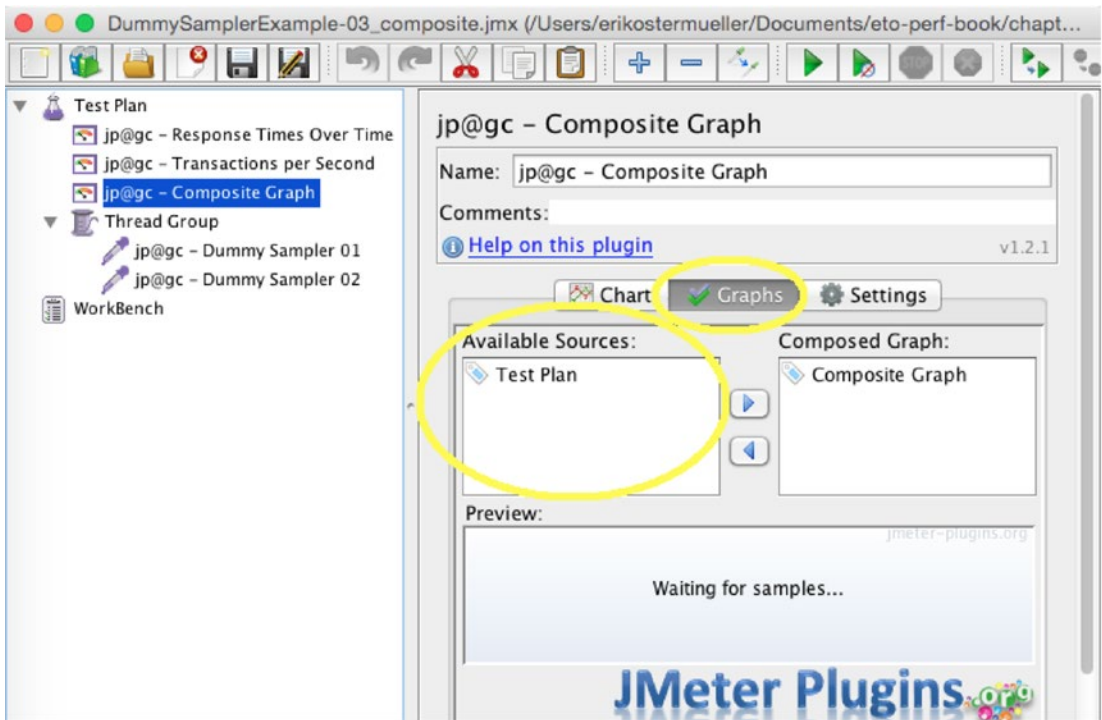 DummySamplerExample-03_composite.jmx (/Users/erikostermueller/Documents/eto-perf-book/chapt...
STOP
Test Plan
jp@gc - Response Times Over Time
jp@gc - Transactions per Second
jp@gc - Composite Graph
Thread Group
jp@gc - Dummy Sampler 01
jp@gc - Dummy Sampler 02
WorkBench
jp@gc - Composite Graph
Name: jp@gc - Composite Graph
Comments:
Help on this plugin v1.2.1
Chart Graphs Settings
Available Sources: Composed Graph:
Test Plan Composite Graph
Preview:
jmeter-plugins.org
Waiting for samples...
JMeter Plugins.org